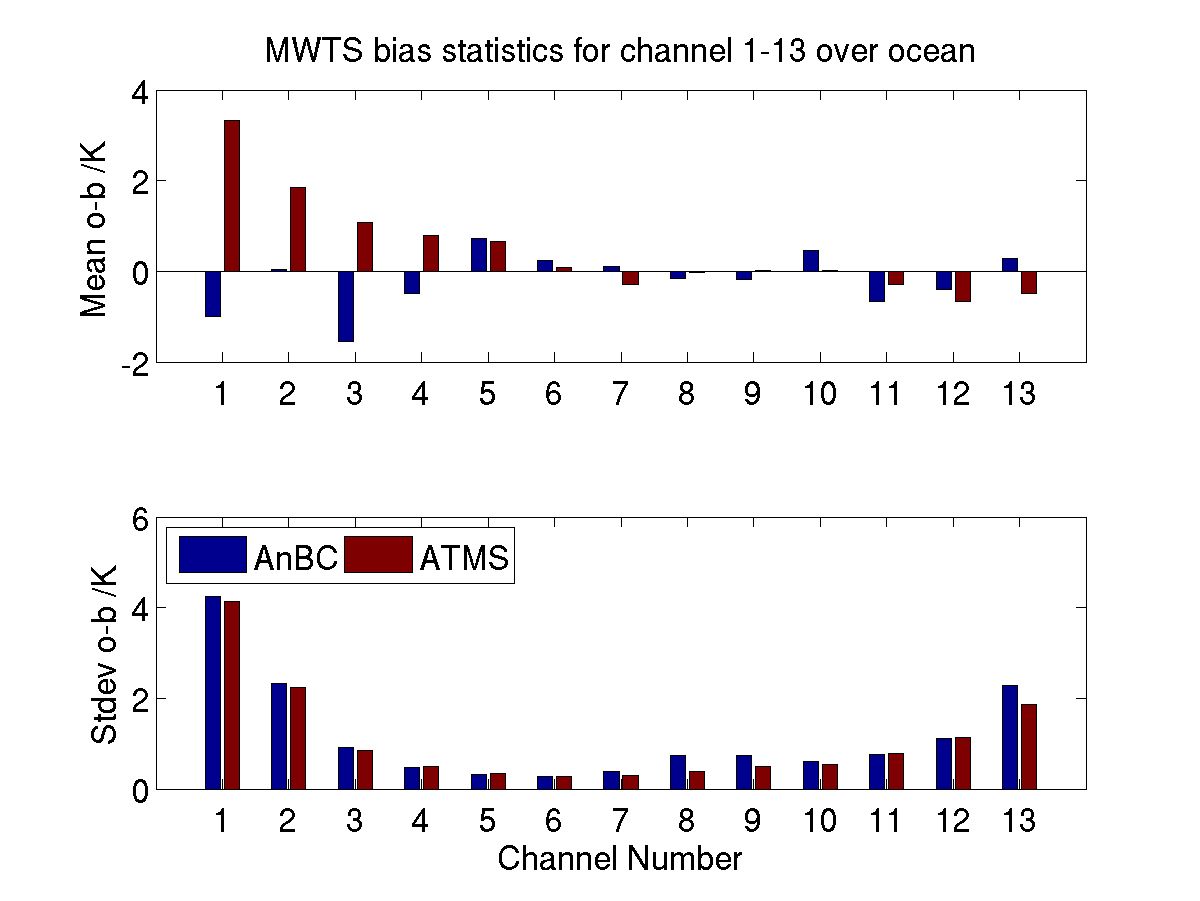 MWTS bias statistics for channel 1-13 over ocean
Mean o-b /K
4
2
0
-2
1 2 3 4 5 6 7 8 9 10 11 12 13
Stdev o-b /K
6
4
2
0
AnBC ATMS
1 2 3 4 5 6 7 8 9 10 11 12 13
Channel Number